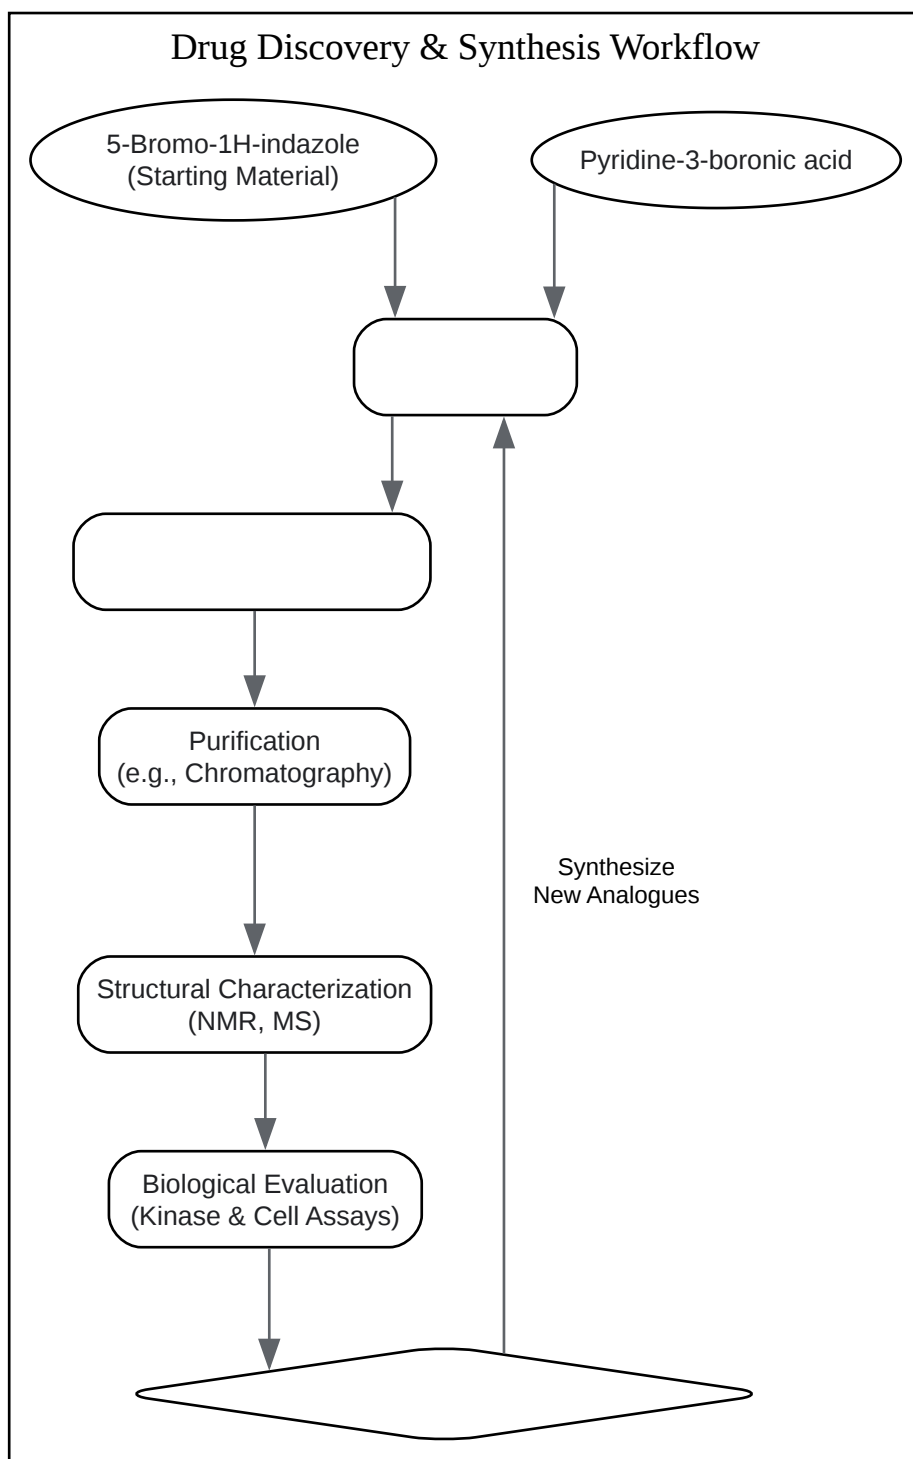 Drug Discovery & Synthesis Workflow
5-Bromo-1H-indazole
(Starting Material)
Pyridine-3-boronic acid
Purification
(e.g., Chromatography)
Synthesize
New Analogues
Structural Characterization
(NMR, MS)
Biological Evaluation
(Kinase & Cell Assays)